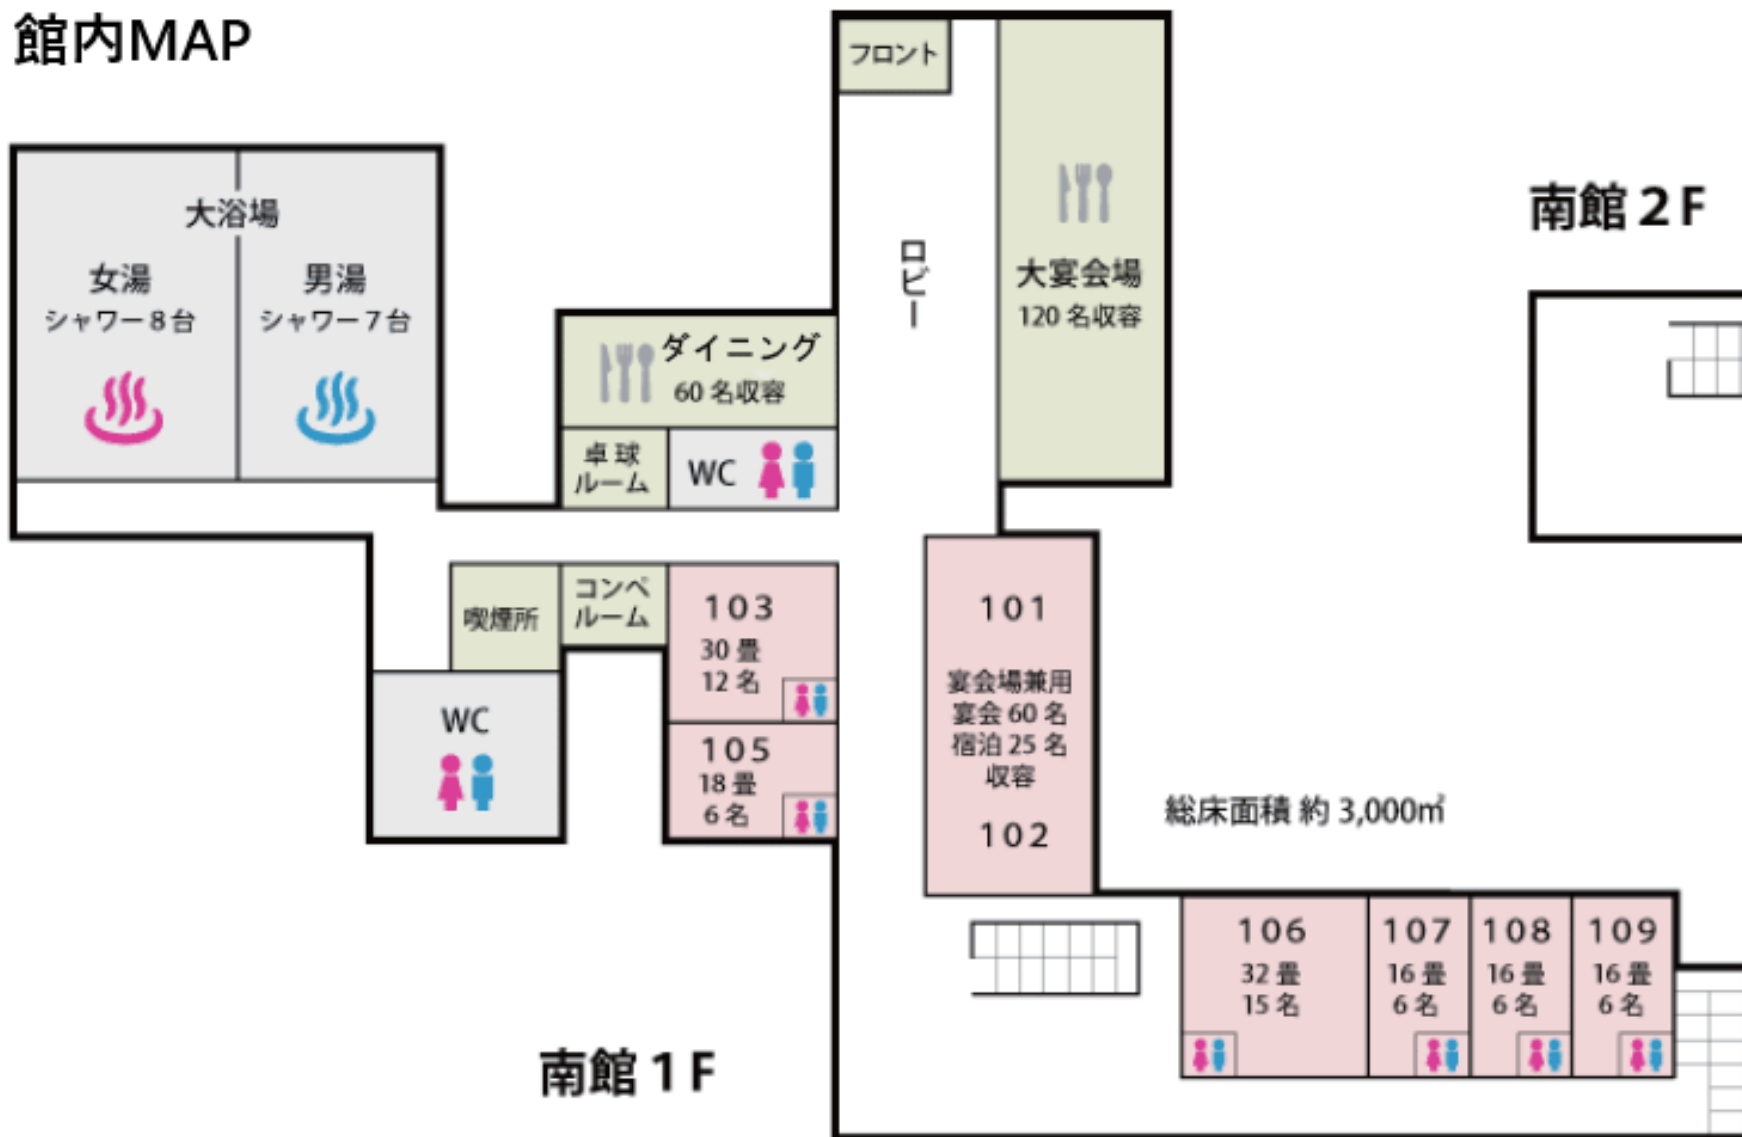 館内MAP
フロント
大浴場
女湯
シャワー8台
男湯
シャワー7台
ダイニング
60名収容
卓球
ルーム
WC
ロビー
大宴会場
120名収容
南館2F
喫煙所
コンペ
ルーム
WC
103
30畳
12名
105
18畳
6名
101
宴会場兼用
宴会60名
宿泊25名
収容
102
総床面積 約 3,000㎡
106
32畳
15名
107
16畳
6名
108
16畳
6名
109
16畳
6名
南館1F